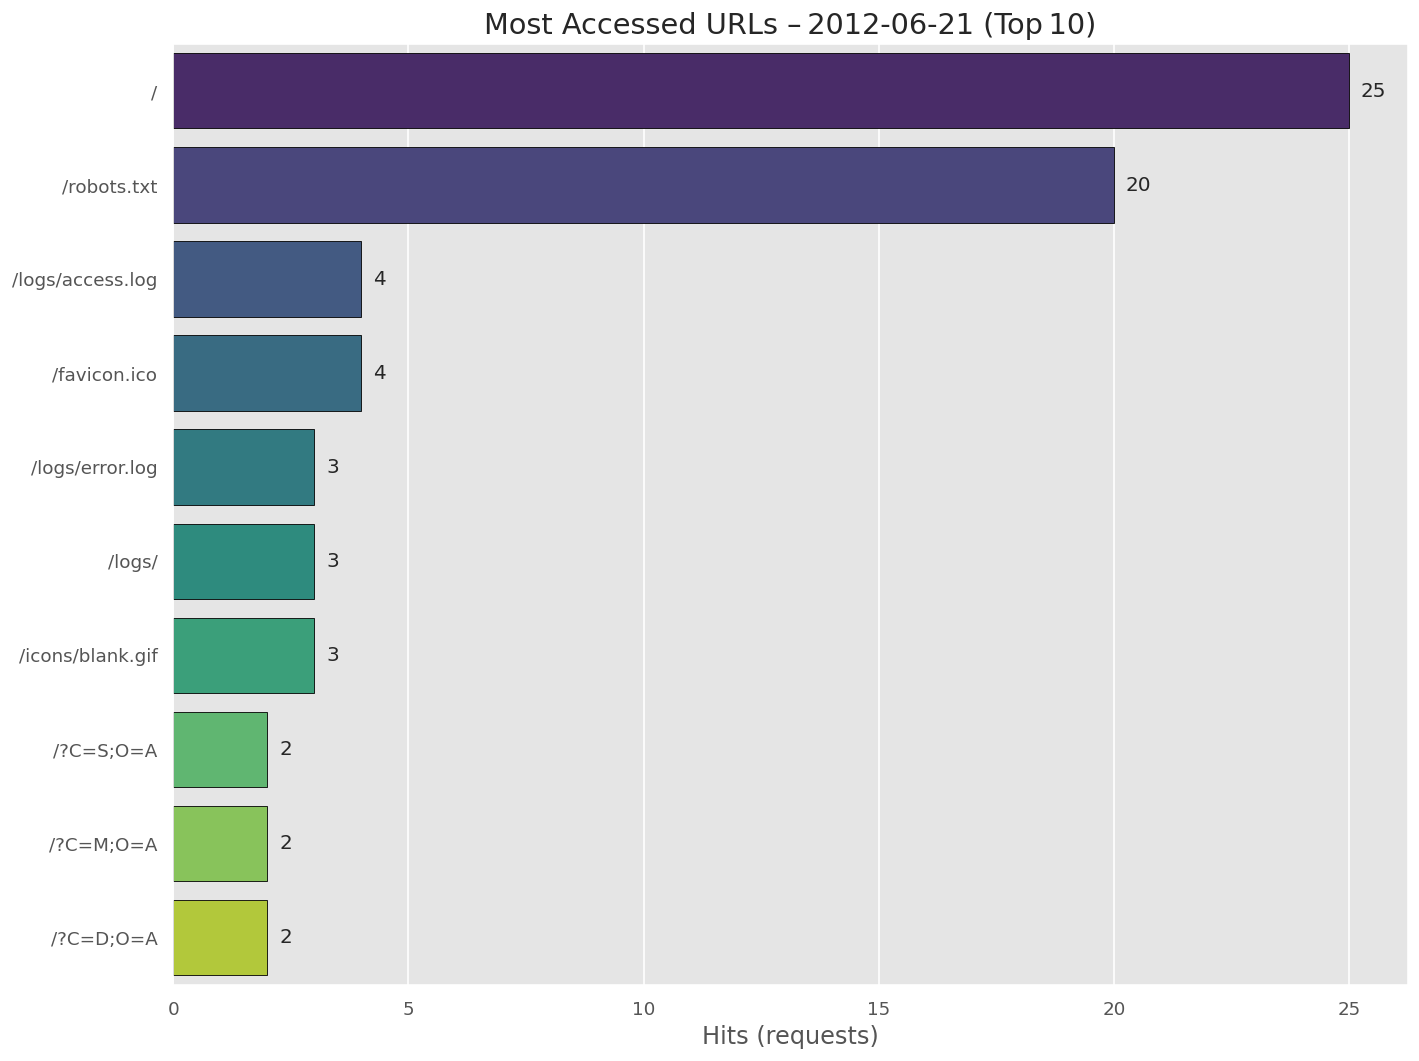 Most Accessed URLs – 2012-06-21 (Top 10)
/ 25
/robots.txt 20
/logs/access.log 4
/favicon.ico 4
/logs/error.log 3
/logs/ 3
/icons/blank.gif 3
/?C=S;O=A 2
/?C=M;O=A 2
/?C=D;O=A 2
0 5 10 15 20 25
Hits (requests)